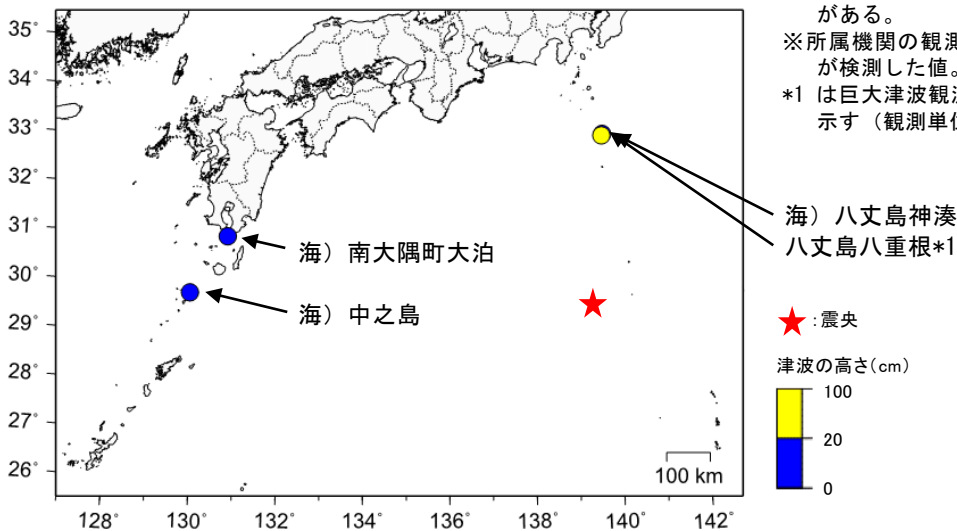 がある。
※所属機関の観測
が検測した値。
*1 は巨大津波観測
示す（観測単位
35°
34°
33°
32°
31°
30°
29°
28°
27°
26°
海）八丈島神湊
八丈島八重根*1
海）南大隅町大泊
海）中之島
:震央
津波の高さ(cm)
100
20
0
100 km
128°
130°
132°
134°
136°
138°
140°
142°